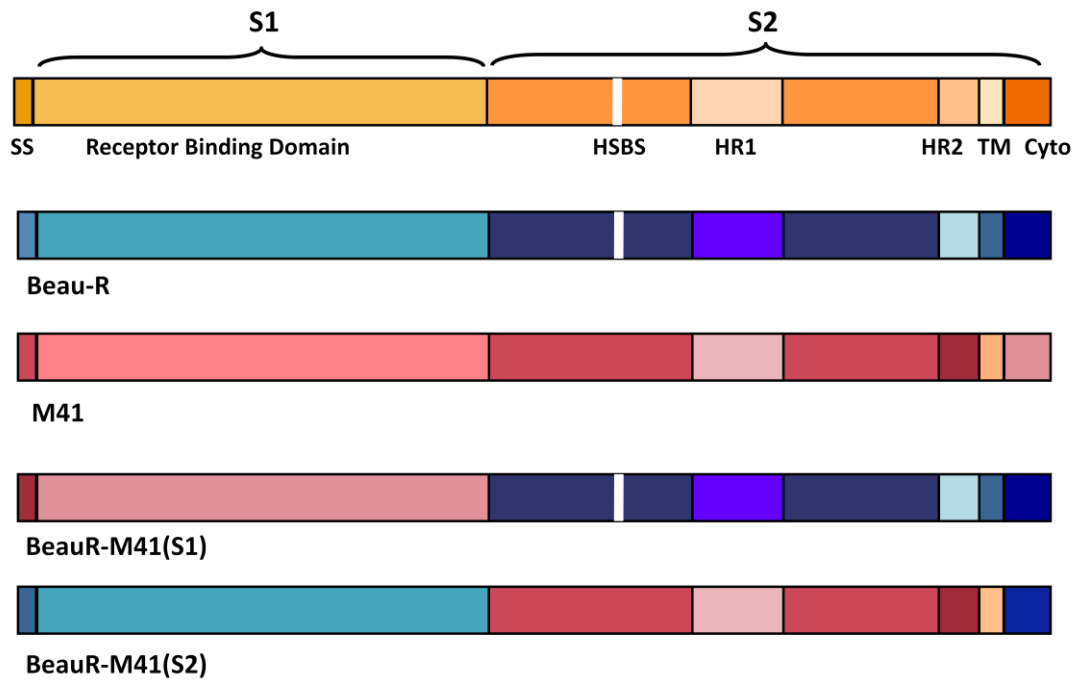 S1 S2
SS Receptor Binding Domain HSBS HR1 HR2 TM Cyto
Beau-R
M41
BeauR-M41(S1)
BeauR-M41(S2)